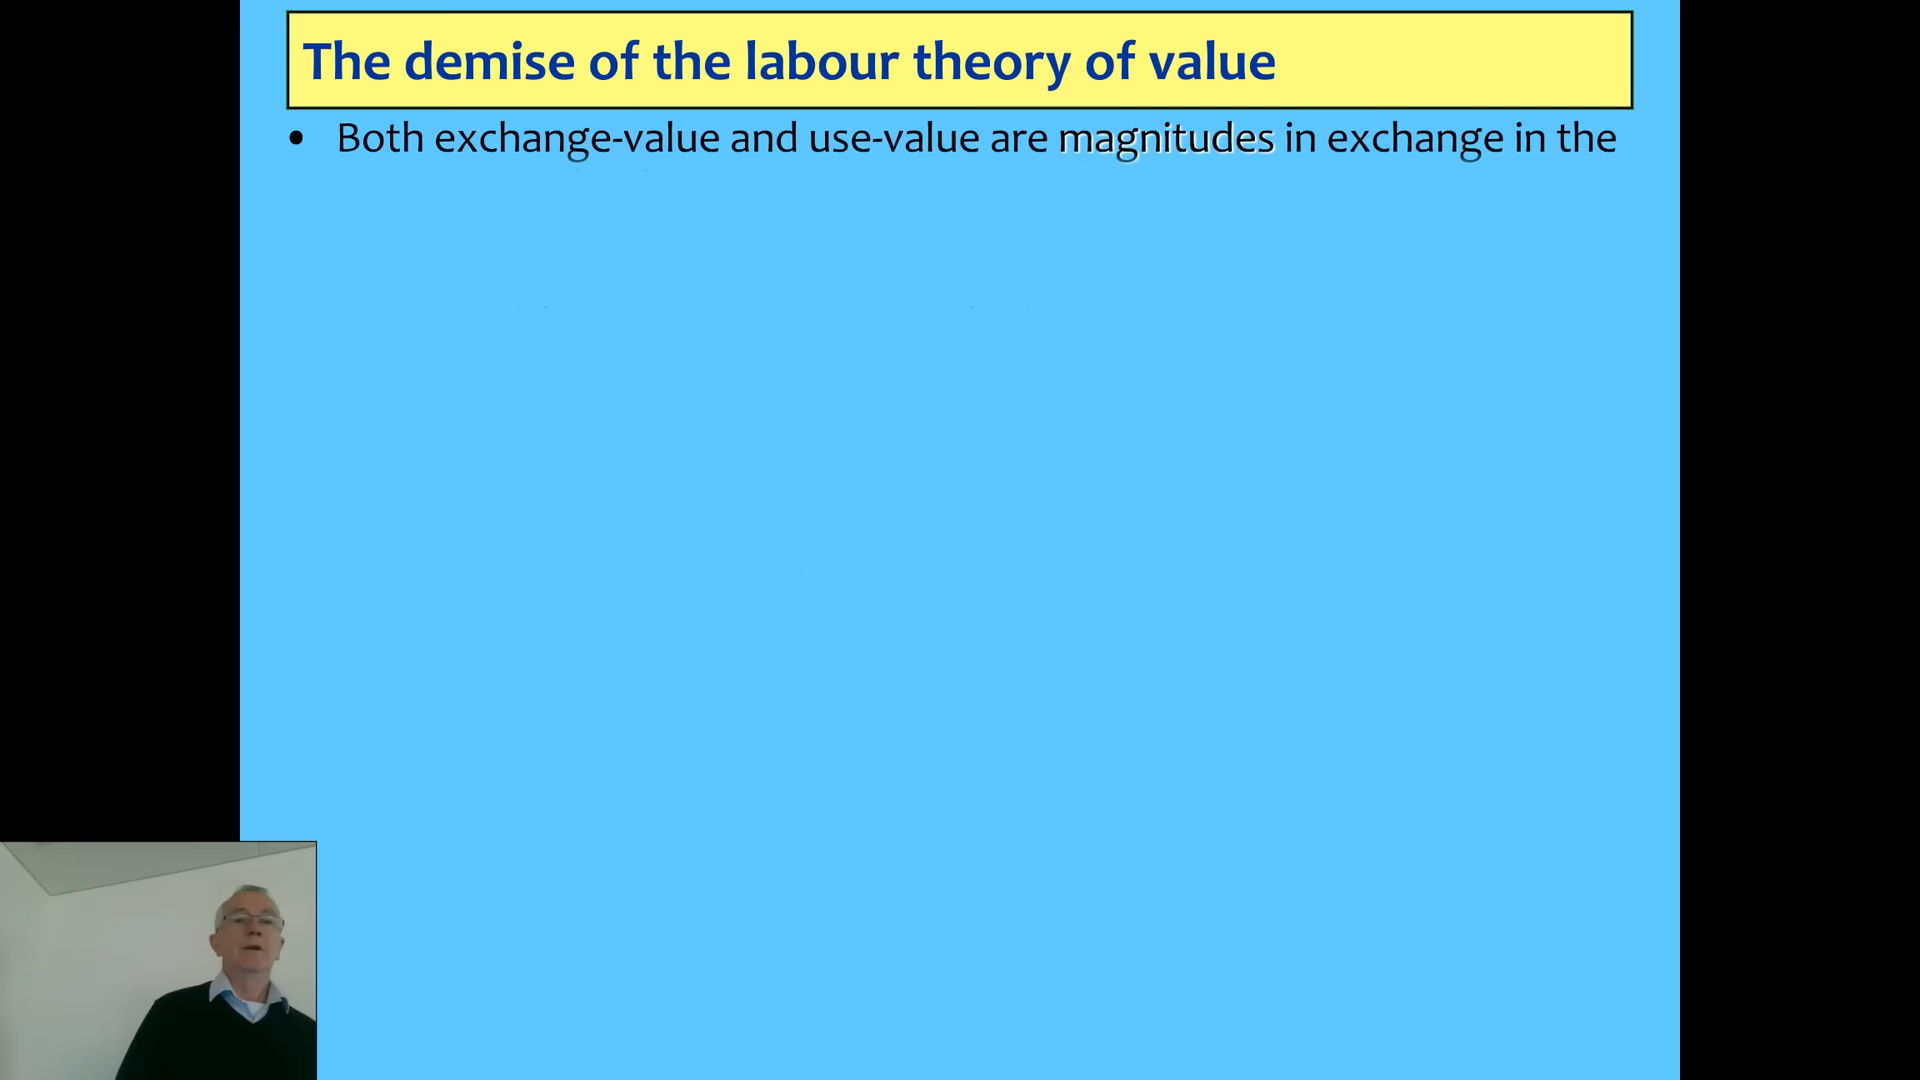 The demise of the labour theory of value
• Both exchange-value and use-value are magnitudes in exchange in the